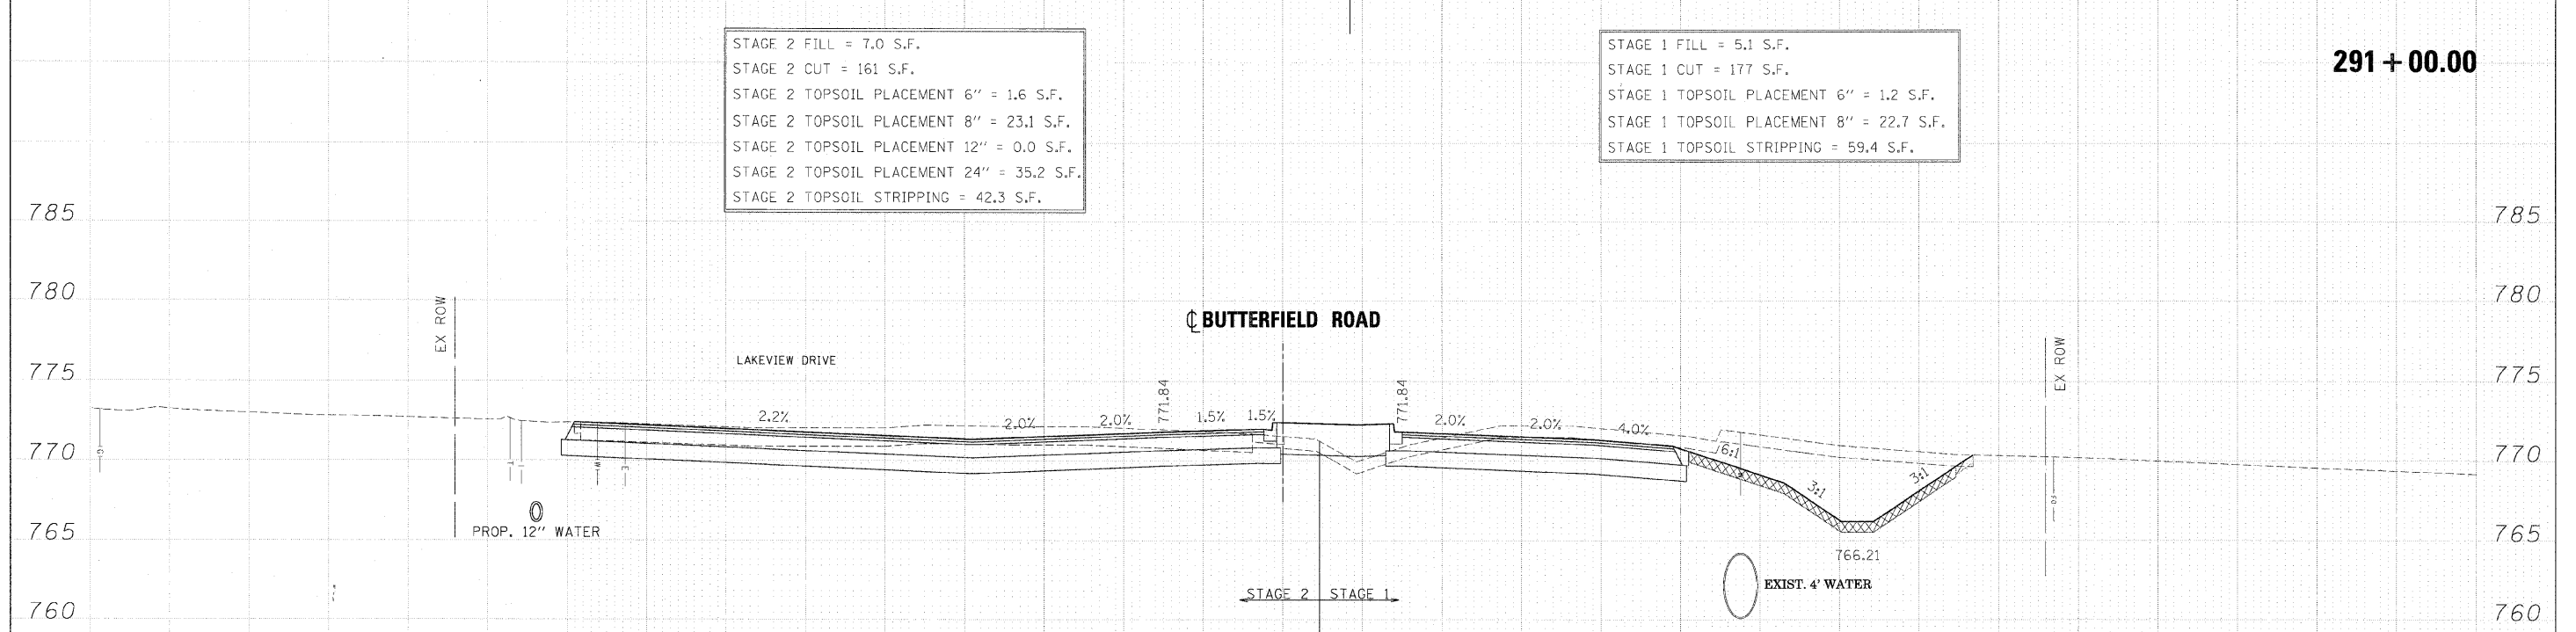 STAGE 2 FILL = 7.0 S.F.
STAGE 2 CUT = 161 S.F.
STAGE 2 TOPSOIL PLACEMENT 6" = 1.6 S.F.
STAGE 2 TOPSOIL PLACEMENT 8" = 23.1 S.F.
STAGE 2 TOPSOIL PLACEMENT 12" = 0.0 S.F.
STAGE 2 TOPSOIL PLACEMENT 24" = 35.2 S.F.
STAGE 2 TOPSOIL STRIPPING = 42.3 S.F.
STAGE 1 FILL = 5.1 S.F.
STAGE 1 CUT = 177 S.F.
STAGE 1 TOPSOIL PLACEMENT 6" = 1.2 S.F.
STAGE 1 TOPSOIL PLACEMENT 8" = 22.7 S.F.
STAGE 1 TOPSOIL STRIPPING = 59.4 S.F.
291+00.00
785 785
780 780
EX ROW
℄ BUTTERFIELD ROAD
EX ROW
LAKEVIEW DRIVE
775 775
771.84 771.84
2.2% 2.0% 2.0% 1.5% 1.5% 2.0% 2.0% 4.0%
6:1 3:1 3:1
770 770
G T W E
PROP. 12" WATER
765 765
766.21
EXIST. 4' WATER
STAGE 2 STAGE 1
760 760